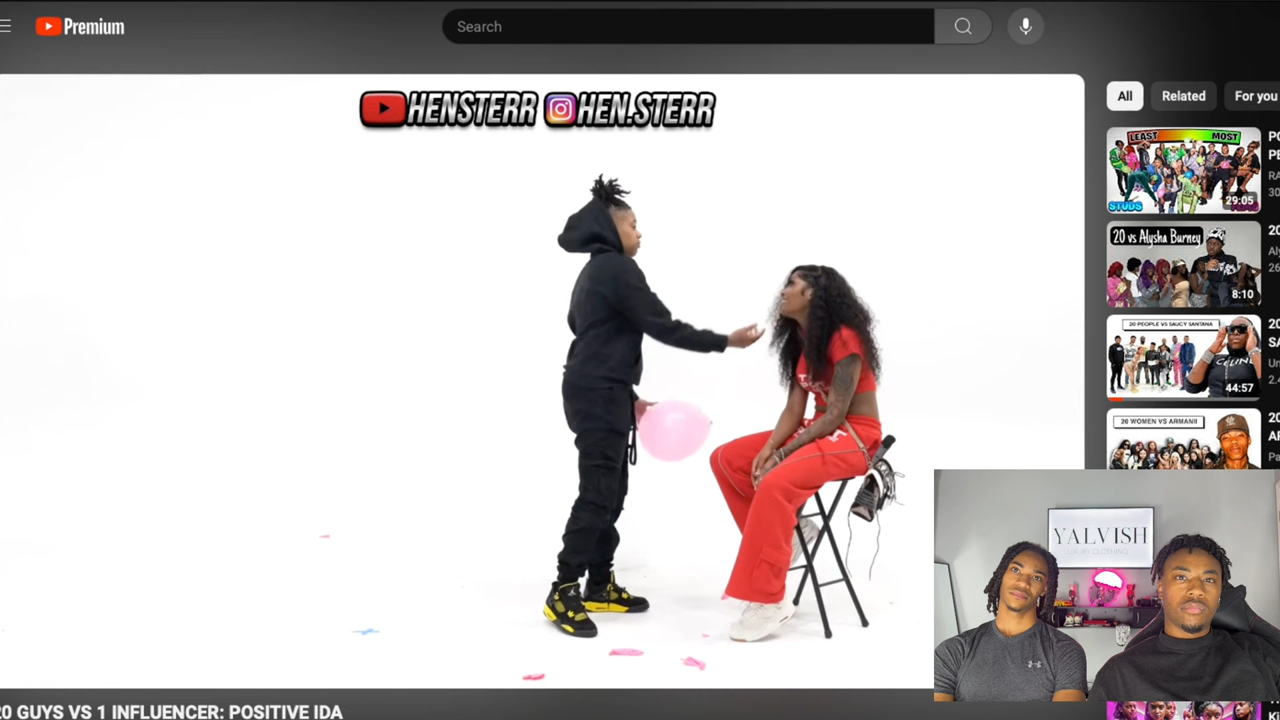 Premium
Search
HENSTERR HEN.STERR
All Related For you
LEAST MOST
STUDS
29:05
20 vs Alysha Burney
8:10
20 PEOPLE VS SAUCY SANTANA
44:57
20 WOMEN VS ARMANII
YALVISH
LUXURY CLOTHING
20 GUYS VS 1 INFLUENCER: POSITIVE IDA